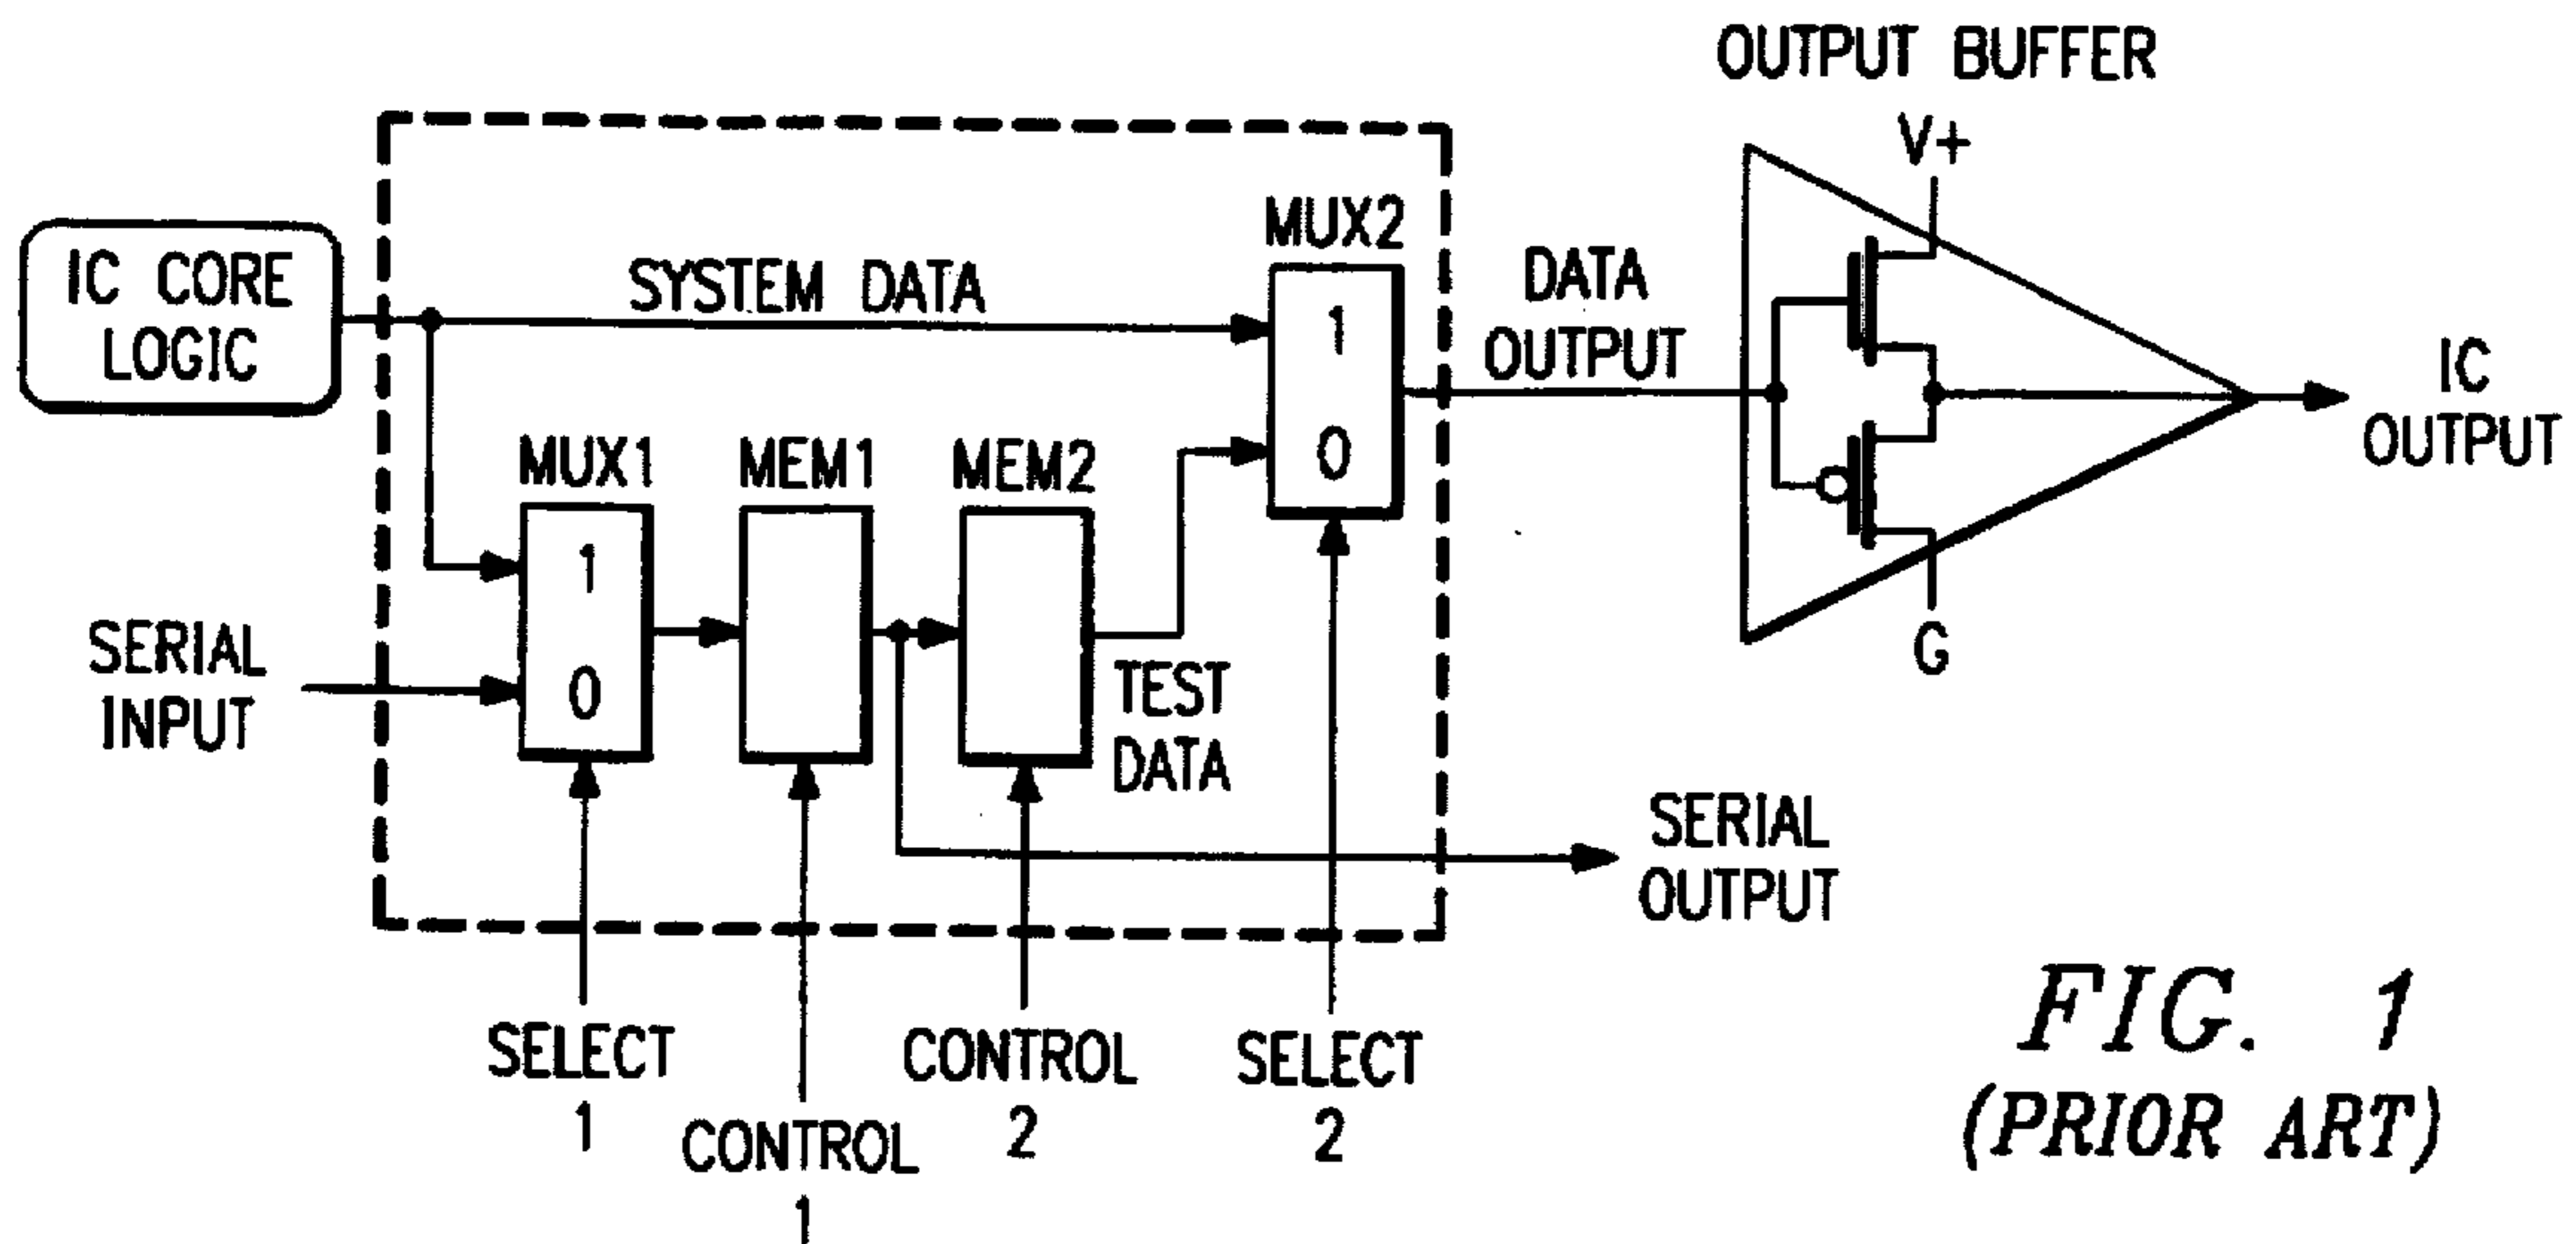 OUTPUT BUFFER
V+
MUX2
IC CORE
LOGIC
SYSTEM DATA
1
0
DATA
OUTPUT
IC
OUTPUT
MUX1
MEM1
MEM2
1
0
SERIAL
INPUT
TEST
DATA
G
SERIAL
OUTPUT
SELECT
1
CONTROL
1
CONTROL
2
SELECT
2
FIG. 1
(PRIOR ART)